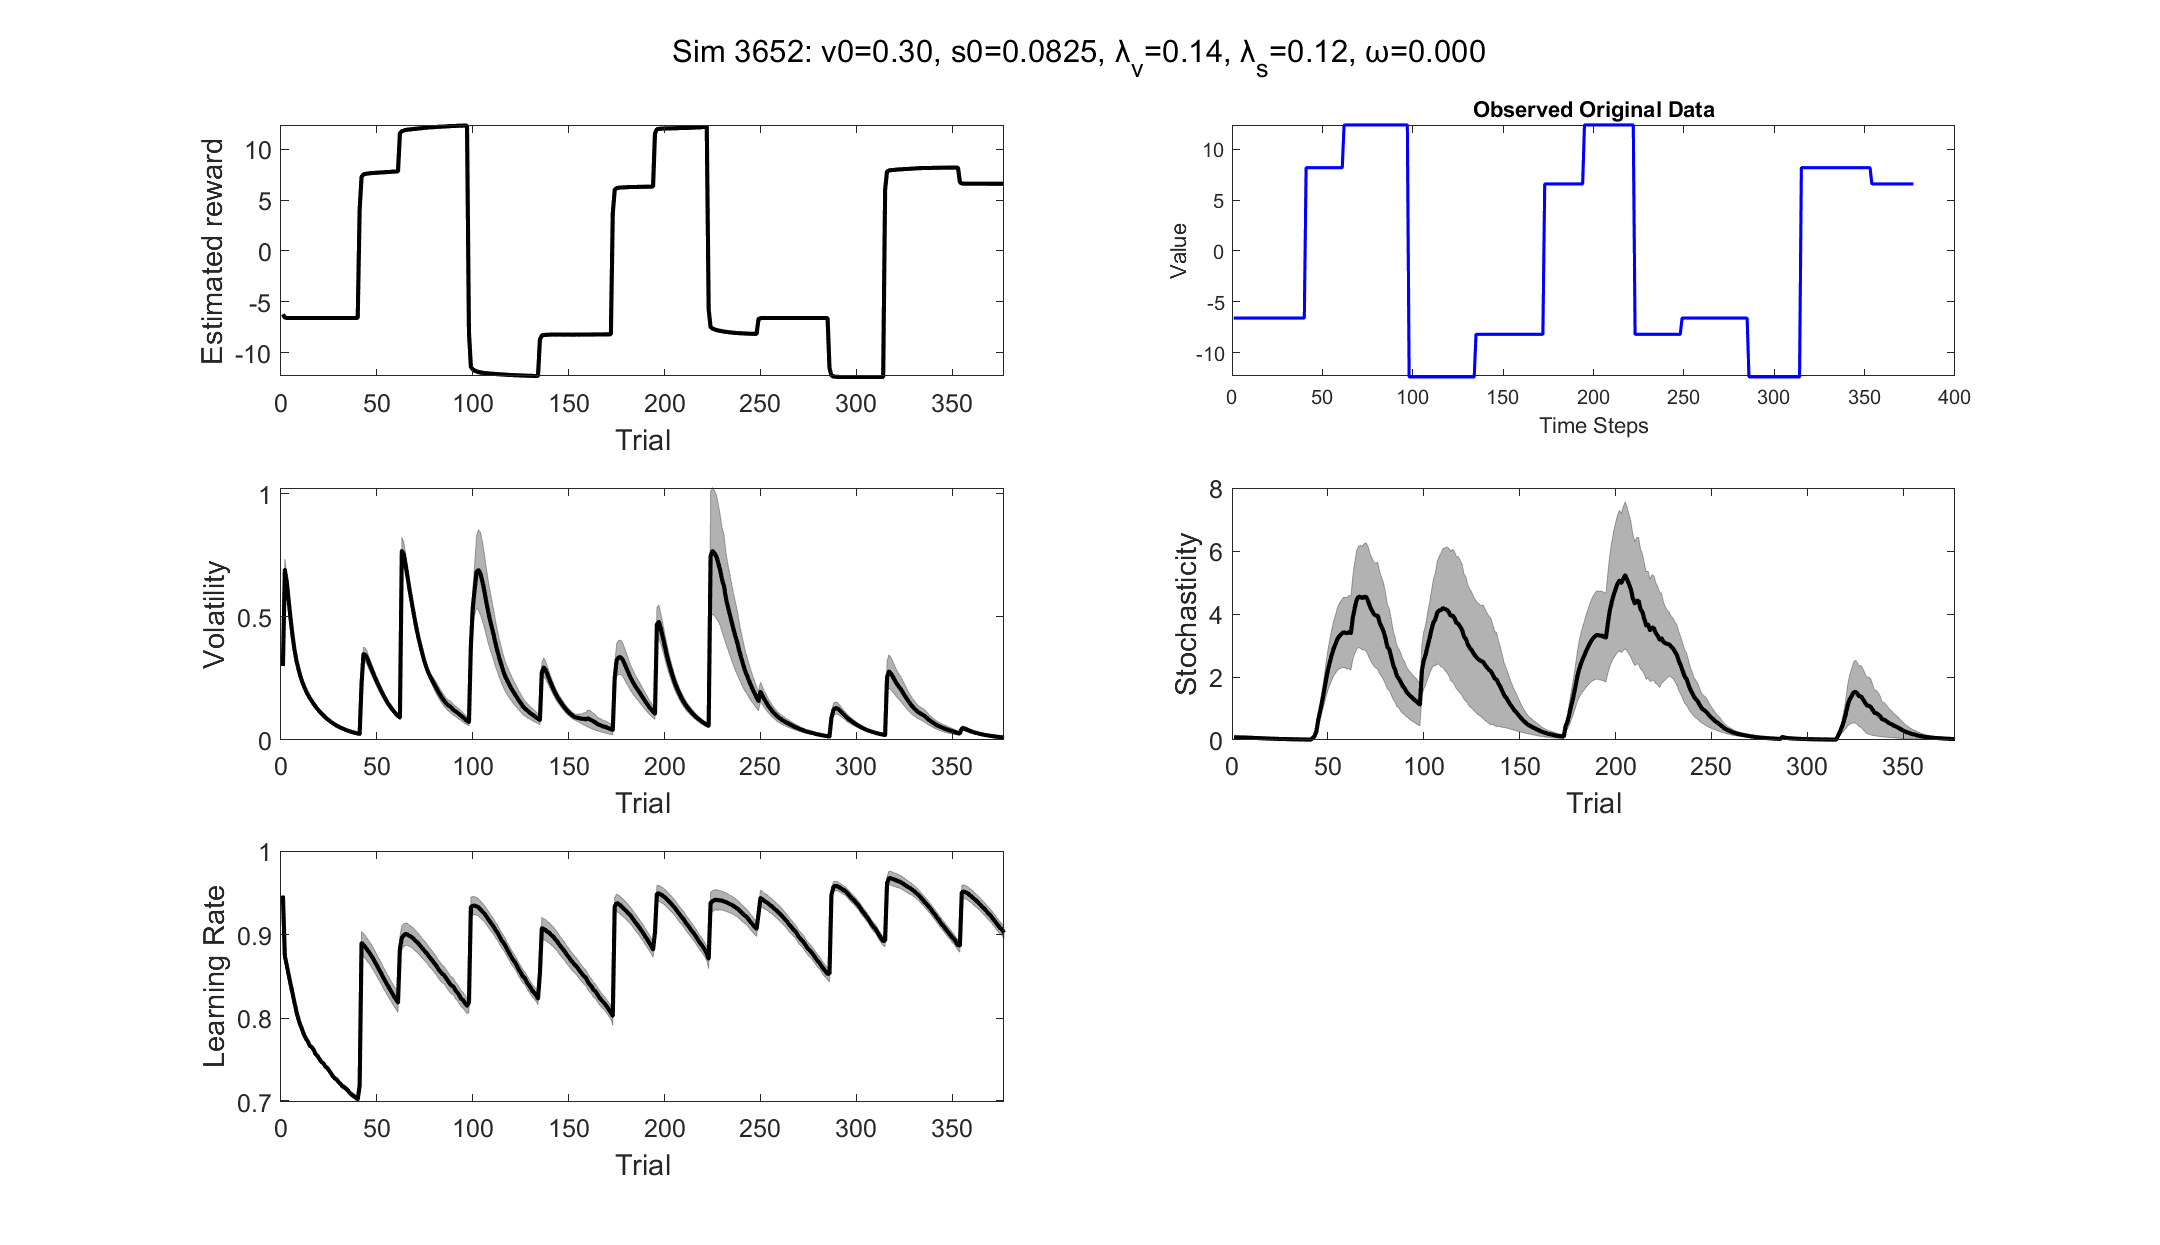 Sim 3652: v0=0.30, s0=0.0825, λ_v=0.14, λ_s=0.12, ω=0.000
Estimated reward
10
5
0
-5
-10
0 50 100 150 200 250 300 350
Trial
Observed Original Data
Value
10
5
0
-5
-10
0 50 100 150 200 250 300 350 400
Time Steps
Volatility
1
0.5
0
0 50 100 150 200 250 300 350
Trial
Stochasticity
8
6
4
2
0
0 50 100 150 200 250 300 350
Trial
Learning Rate
1
0.9
0.8
0.7
0 50 100 150 200 250 300 350
Trial